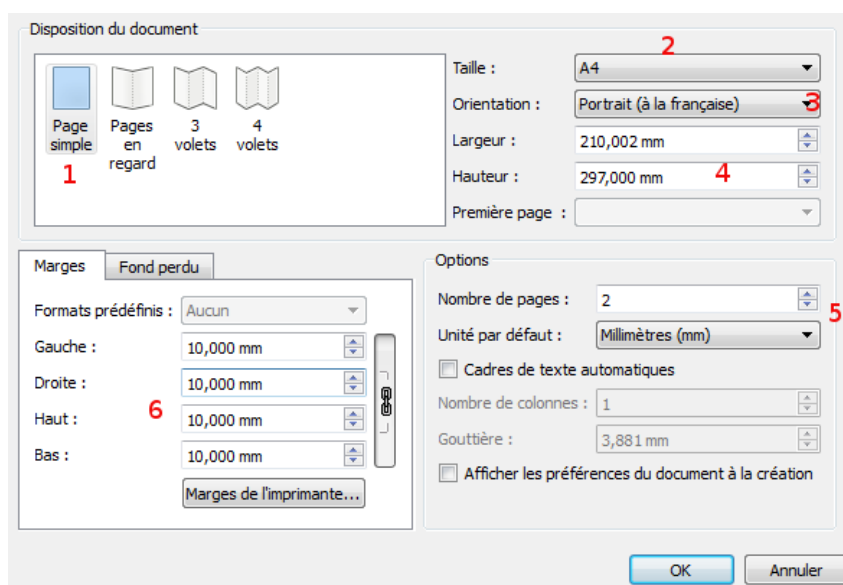 Disposition du document
2
Taille :
A4
Orientation :
Portrait (à la française)
3
Page
simple
Pages
en
regard
3
volets
4
volets
1
Largeur :
210,002 mm
Hauteur :
297,000 mm
4
Première page :
Marges
Fond perdu
Formats prédéfinis :
Aucun
Gauche :
10,000 mm
Droite :
10,000 mm
Haut :
10,000 mm
6
Bas :
10,000 mm
Marges de l'imprimante...
Options
Nombre de pages :
2
5
Unité par défaut :
Millimètres (mm)
Cadres de texte automatiques
Nombre de colonnes :
1
Gouttière :
3,881 mm
Afficher les préférences du document à la création
OK
Annuler